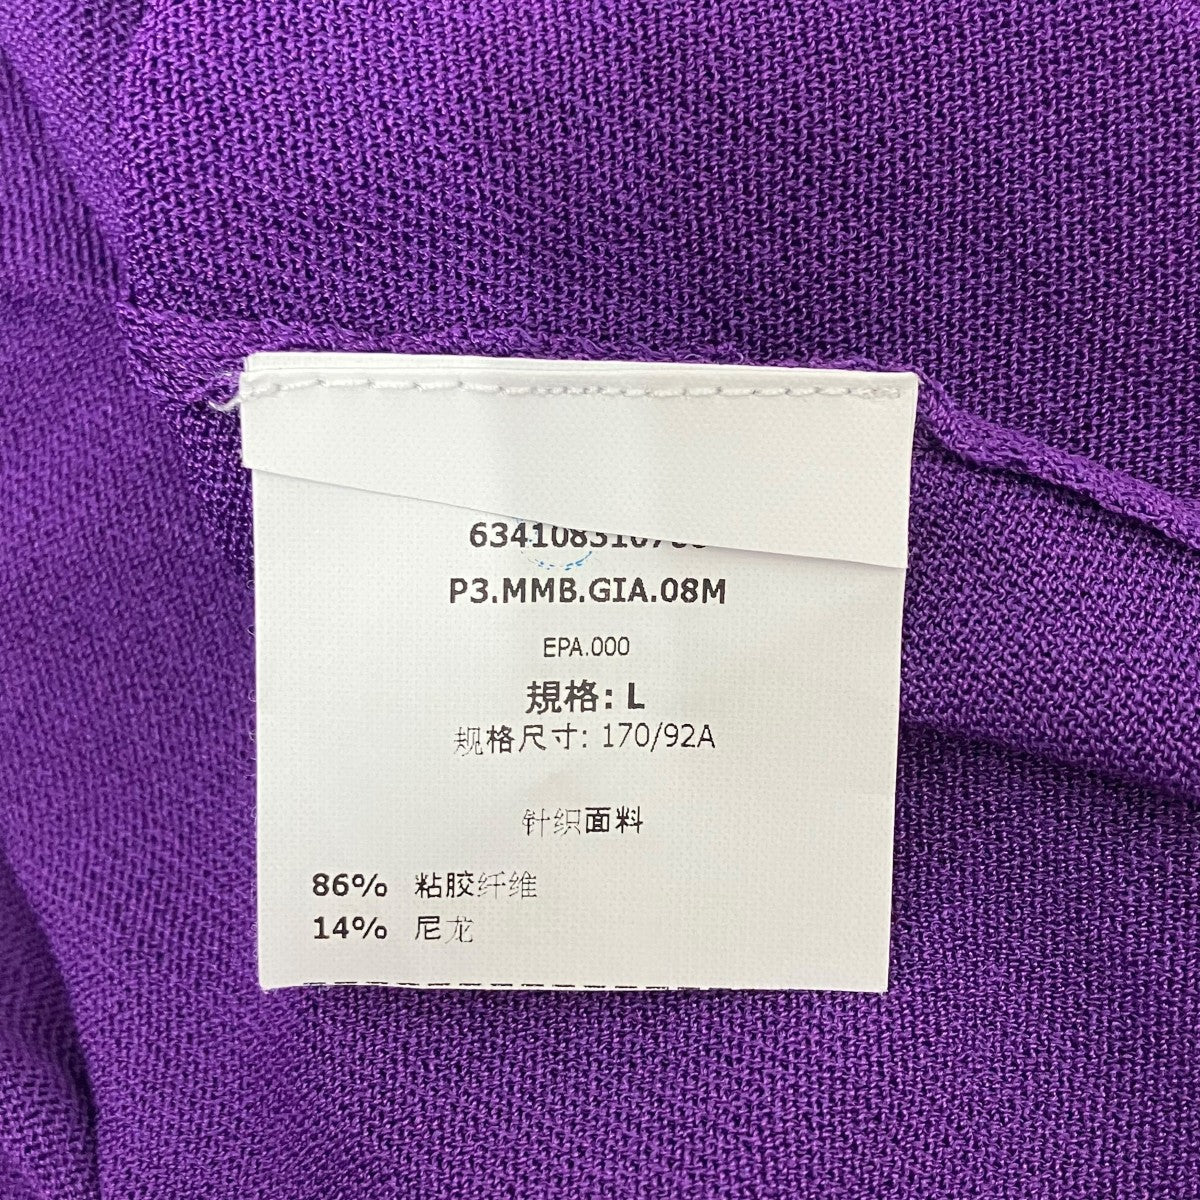 P3.MMB.GIA.08M
EPA.000
規格: L
规格尺寸: 170/92A
针织面料
86% 粘胶纤维
14% 尼龙